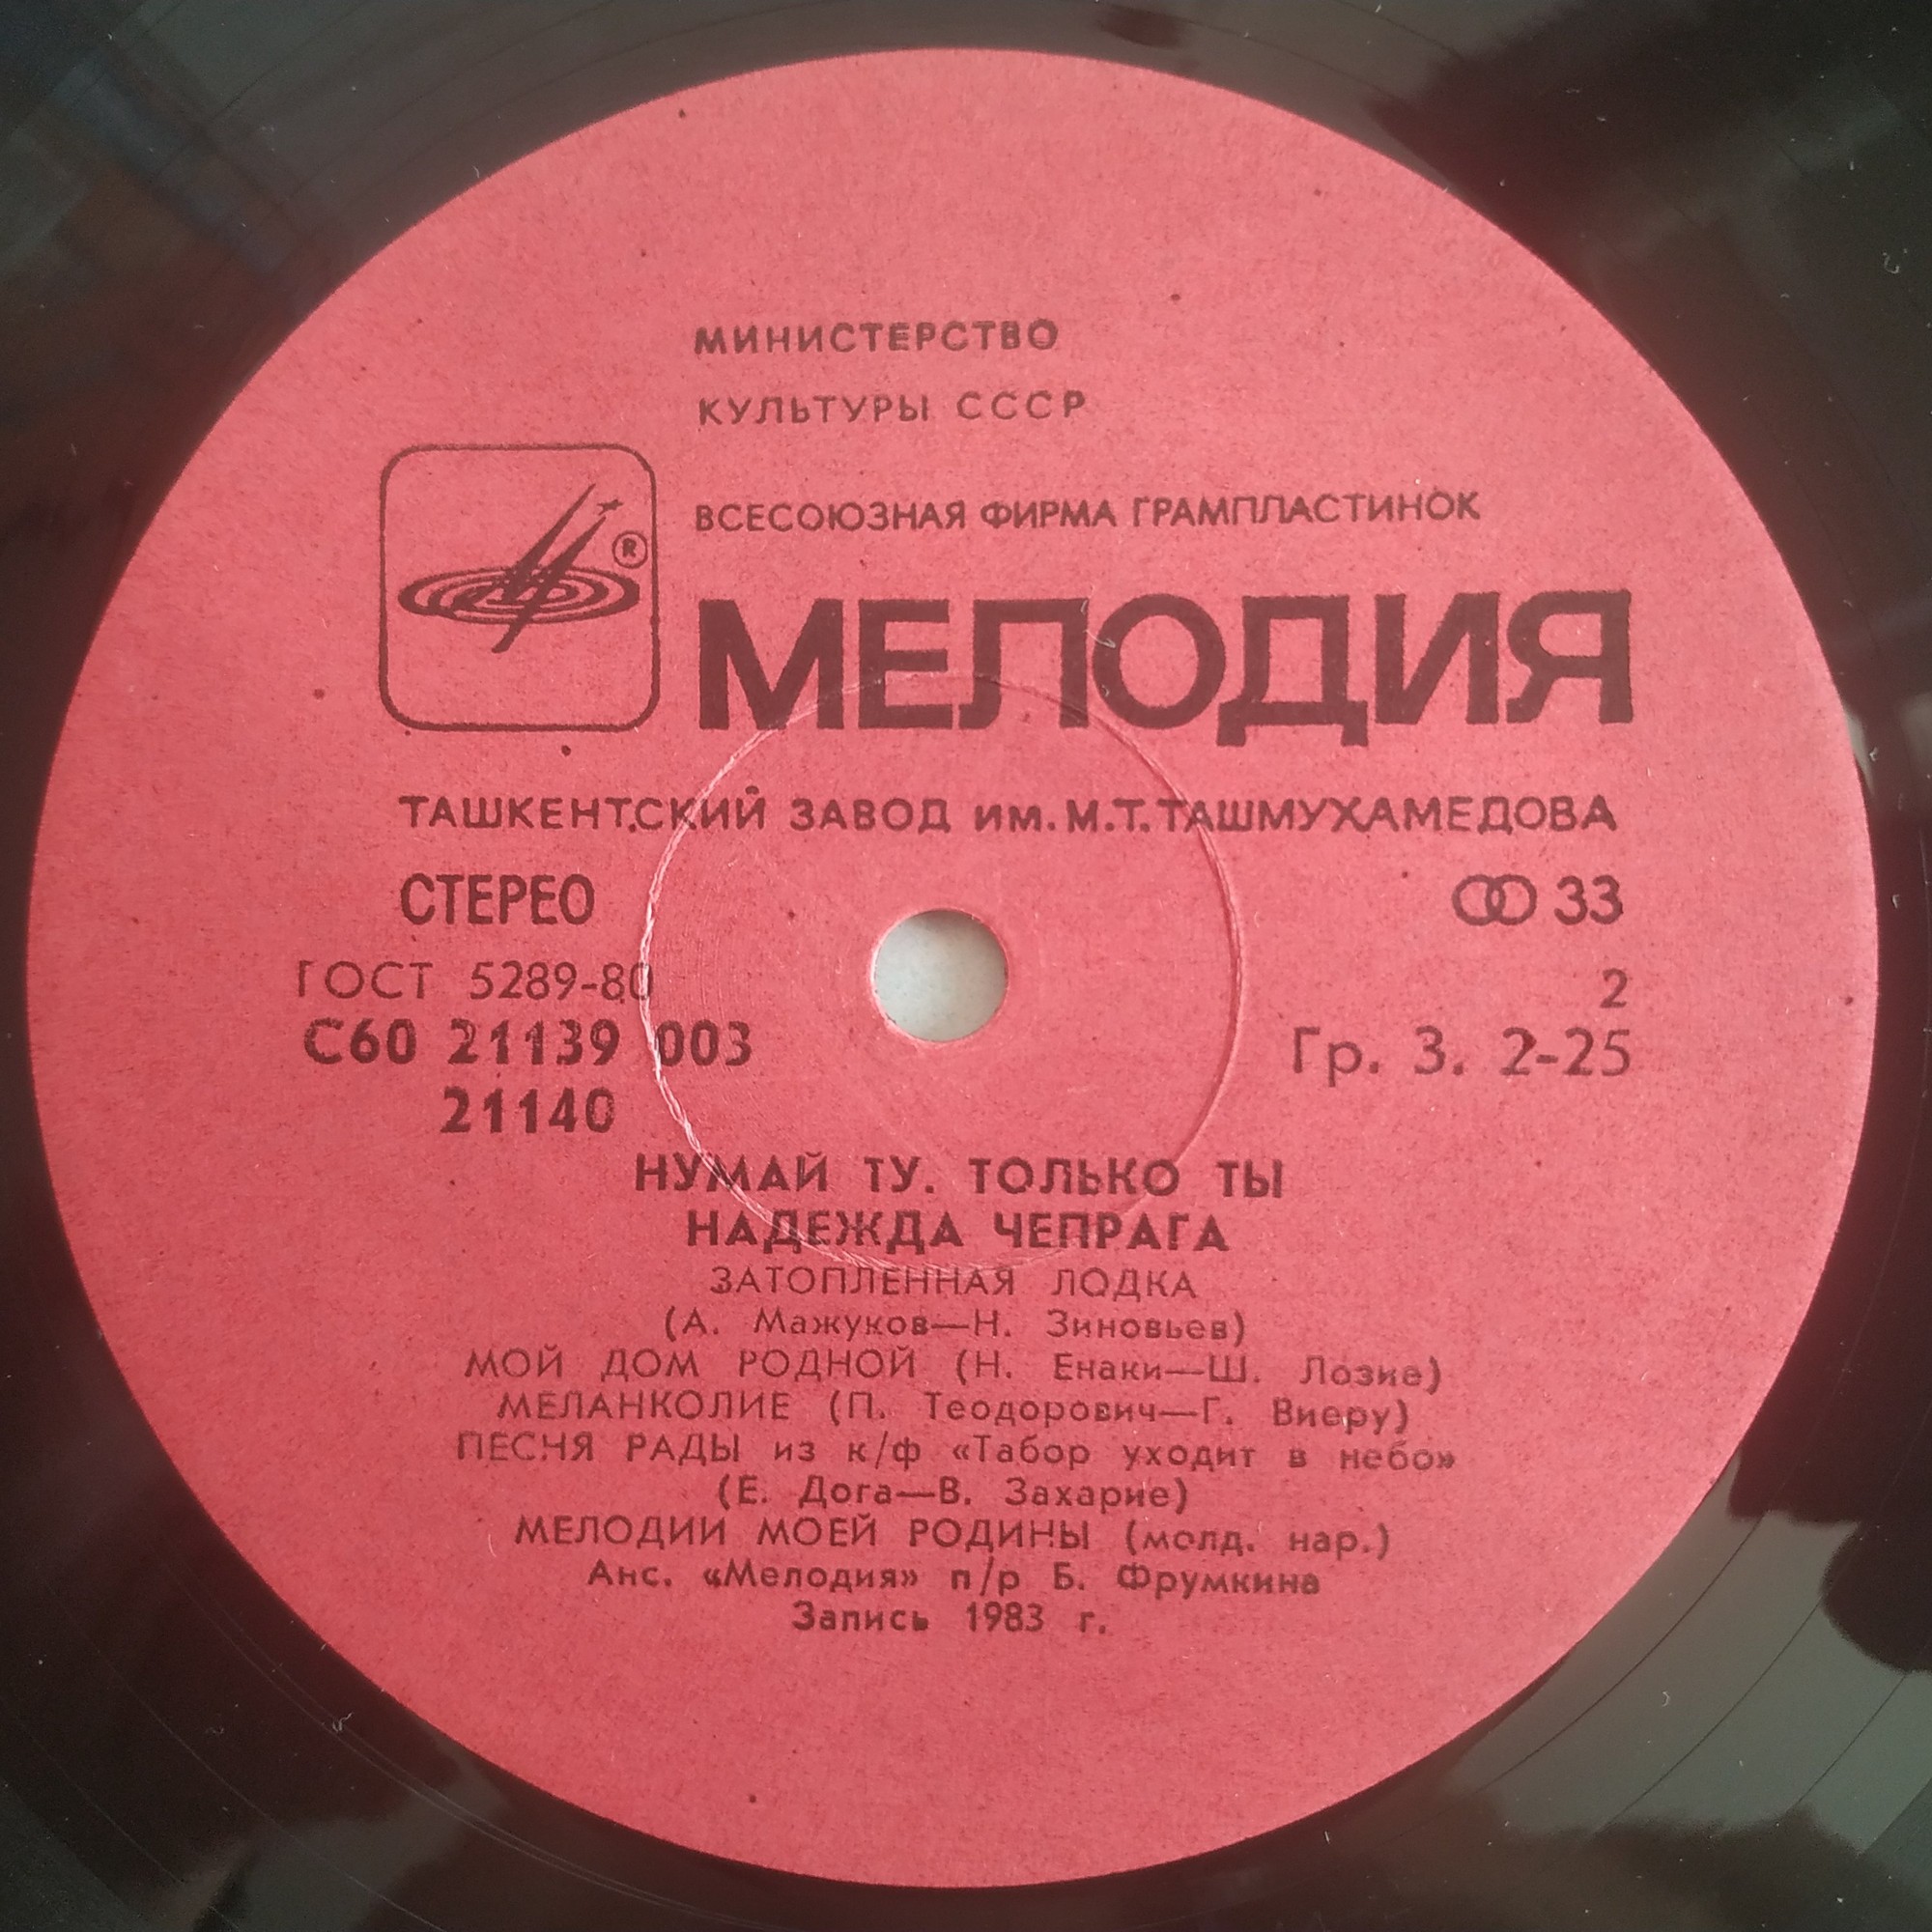 МИНИСТЕРСТВО
КУЛЬТУРЫ СССР
ВСЕСОЮЗНАЯ ФИРМА ГРАМПЛАСТИНОК
®
МЕЛОДИЯ
ТАШКЕНТСКИЙ ЗАВОД им. М.Т. ТАШМУХАМЕДОВА
СТЕРЕО 33
ГОСТ 5289-80 2
С60 21139 003 Гр. 3. 2-25
21140
НУМАЙ ТУ. ТОЛЬКО ТЫ
НАДЕЖДА ЧЕПРАГА
ЗАТОПЛЕННАЯ ЛОДКА
(А. Мажуков—Н. Зиновьев)
МОЙ ДОМ РОДНОЙ (Н. Енаки—Ш. Лозие)
МЕЛАНКОЛИЕ (П. Теодорович—Г. Виеру)
ПЕСНЯ РАДЫ из к/ф «Табор уходит в небо»
(Е. Дога—В. Захарие)
МЕЛОДИИ МОЕЙ РОДИНЫ (молд. нар.)
Анс. «Мелодия» п/р Б. Фрумкина
Запись 1983 г.